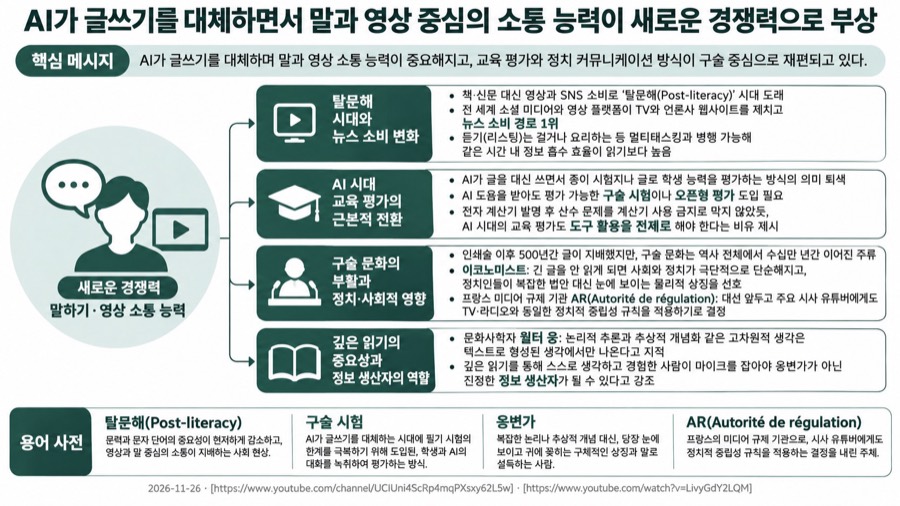 AI가 글쓰기를 대체하면서 말과 영상 중심의 소통 능력이 새로운 경쟁력으로 부상
핵심 메시지
AI가 글쓰기를 대체하며 말과 영상 소통 능력이 중요해지고, 교육 평가와 정치 커뮤니케이션 방식이 구술 중심으로 재편되고 있다.
새로운 경쟁력
말하기·영상 소통 능력
탈문해
시대와
뉴스 소비 변화
• 책·신문 대신 영상과 SNS 소비로 '탈문해(Post-literacy)' 시대 도래
• 전 세계 소셜 미디어와 영상 플랫폼이 TV와 언론사 웹사이트를 제치고
뉴스 소비 경로 1위
• 듣기(리스팅)는 걸거나 요리하는 등 멀티태스킹과 병행 가능해
같은 시간 내 정보 흡수 효율이 읽기보다 높음
AI 시대
교육 평가의
근본적 전환
• AI가 글을 대신 쓰면서 종이 시험지나 글로 학생 능력을 평가하는 방식의 의미 퇴색
• AI 도움을 받아도 평가 가능한 구술 시험이나 오픈형 평가 도입 필요
• 전자 계산기 발명 후 산수 문제를 계산기 사용 금지로 막지 않았듯,
AI 시대의 교육 평가도 도구 활용을 전제로 해야 한다는 비유 제시
구술 문화의
부활과
정치·사회적 영향
• 인쇄술 이후 500년간 글이 지배했지만, 구술 문화는 역사 전체에서 수십만 년간 이어진 주류
• 이코노미스트: 긴 글을 안 읽게 되면 사회와 정치가 극단적으로 단순해지고,
정치인들이 복잡한 법안 대신 눈에 보이는 물리적 상징을 선호
• 프랑스 미디어 규제 기관 AR(Autorité de régulation): 대선 앞두고 주요 시사 유튜버에게도
TV·라디오와 동일한 정치적 중립성 규칙을 적용하기로 결정
깊은 읽기의
중요성과
정보 생산자의 역할
• 문화사학자 월터 옹: 논리적 추론과 추상적 개념화 같은 고차원적 생각은
텍스트로 형성된 생각에서만 나온다고 지적
• 깊은 읽기를 통해 스스로 생각하고 경험한 사람이 마이크를 잡아야 옹변가가 아닌
진정한 정보 생산자가 될 수 있다고 강조
용어 사전
탈문해(Post-literacy)
문력과 문자 단어의 중요성이 현저하게 감소하고,
영상과 말 중심의 소통이 지배하는 사회 현상.
구술 시험
AI가 글쓰기를 대체하는 시대에 필기 시험의
한계를 극복하기 위해 도입된, 학생과 AI의
대화를 녹취하여 평가하는 방식.
옹변가
복잡한 논리나 추상적 개념 대신, 당장 눈에
보이고 귀에 꽂히는 구체적인 상징과 말로
설득하는 사람.
AR(Autorité de régulation)
프랑스의 미디어 규제 기관으로, 시사 유튜버에게도
정치적 중립성 규칙을 적용하는 결정을 내린 주체.
2026-11-26 · [https://www.youtube.com/channel/UCIUni4ScRp4mqPXsxy62L5w] · [https://www.youtube.com/watch?v=LivyGdY2LQM]